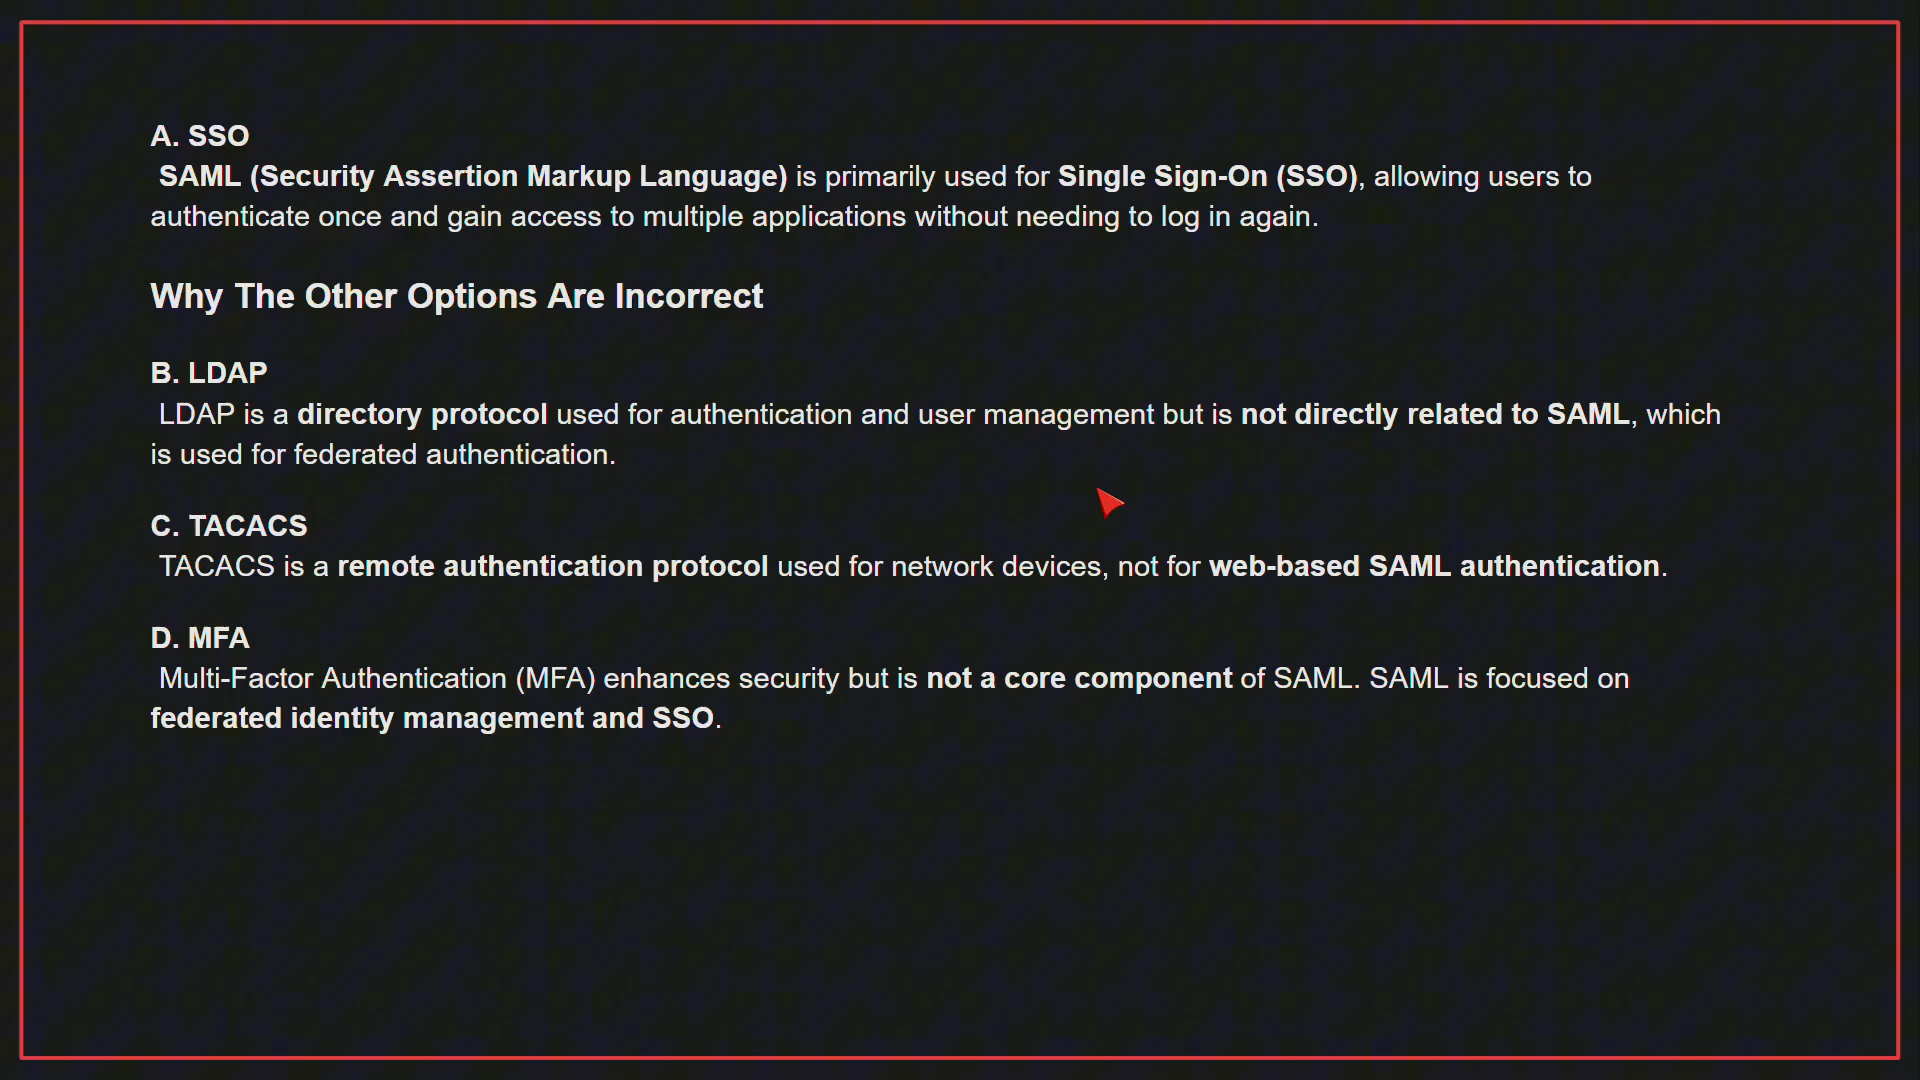 A. SSO
SAML (Security Assertion Markup Language) is primarily used for Single Sign-On (SSO), allowing users to
authenticate once and gain access to multiple applications without needing to log in again.
Why The Other Options Are Incorrect
B. LDAP
LDAP is a directory protocol used for authentication and user management but is not directly related to SAML, which
is used for federated authentication.
C. TACACS
TACACS is a remote authentication protocol used for network devices, not for web-based SAML authentication.
D. MFA
Multi-Factor Authentication (MFA) enhances security but is not a core component of SAML. SAML is focused on
federated identity management and SSO.